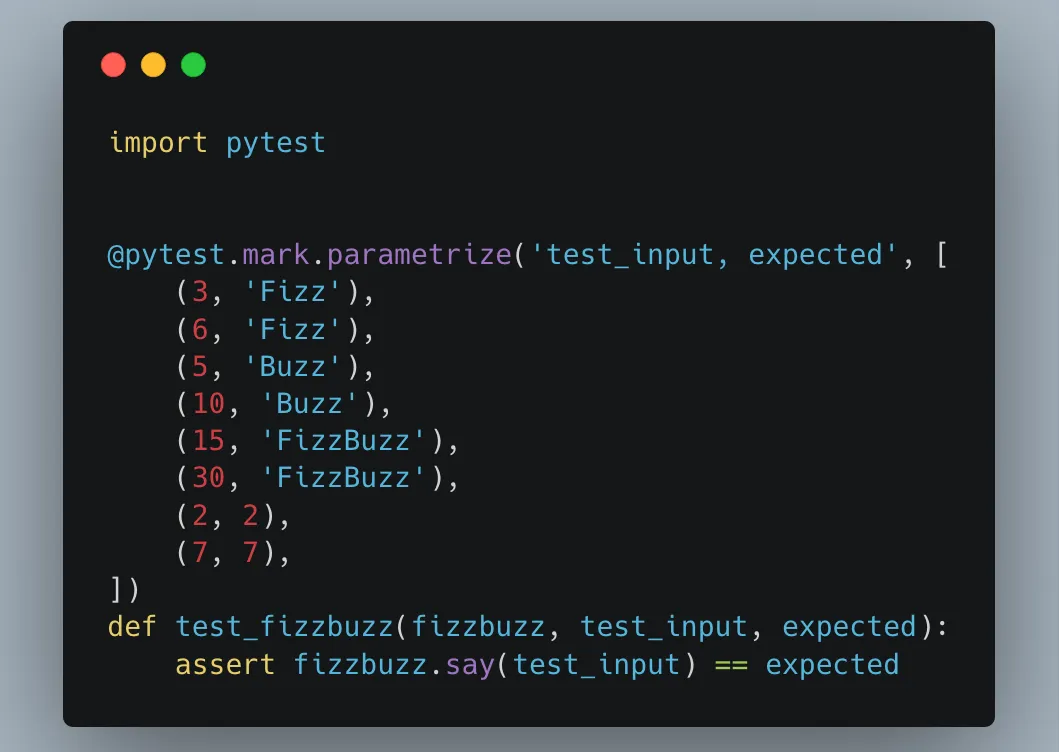 import pytest
@pytest.mark.parametrize('test_input, expected', [
    (3, 'Fizz'),
    (6, 'Fizz'),
    (5, 'Buzz'),
    (10, 'Buzz'),
    (15, 'FizzBuzz'),
    (30, 'FizzBuzz'),
    (2, 2),
    (7, 7),
])
def test_fizzbuzz(fizzbuzz, test_input, expected):
    assert fizzbuzz.say(test_input) == expected